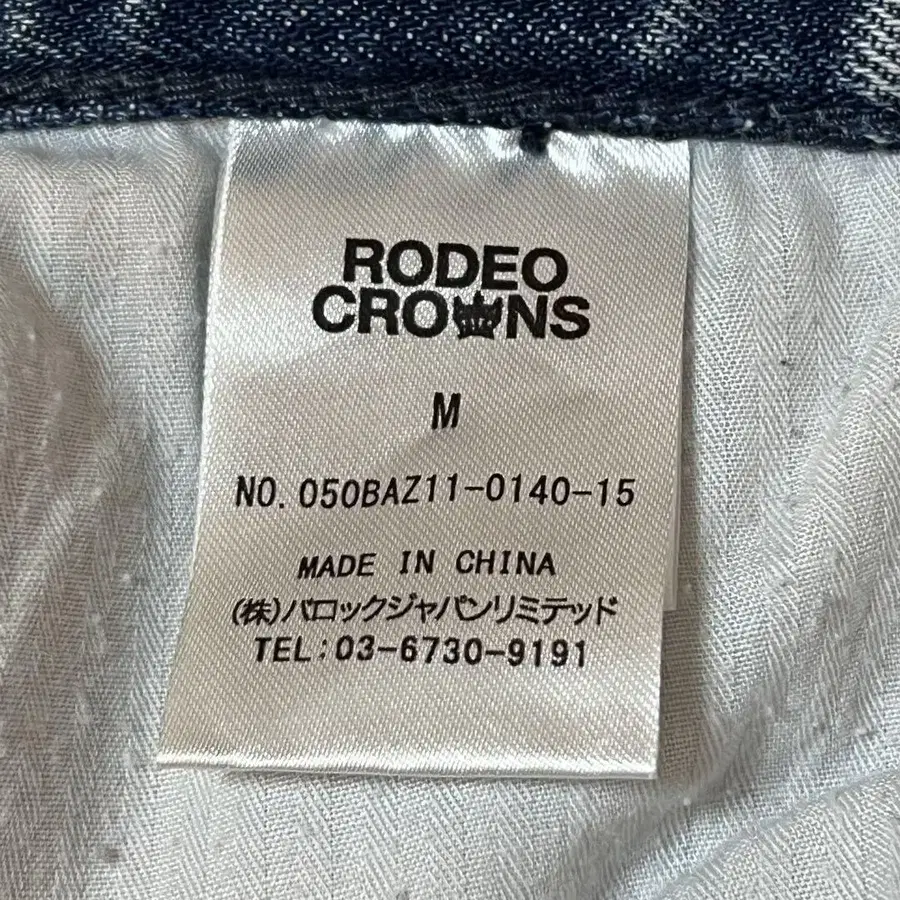 RODEO
CROWNS
M
NO. 050BAZ11-0140-15
MADE IN CHINA
(株)バロックジャパンリミテッド
TEL:03-6730-9191